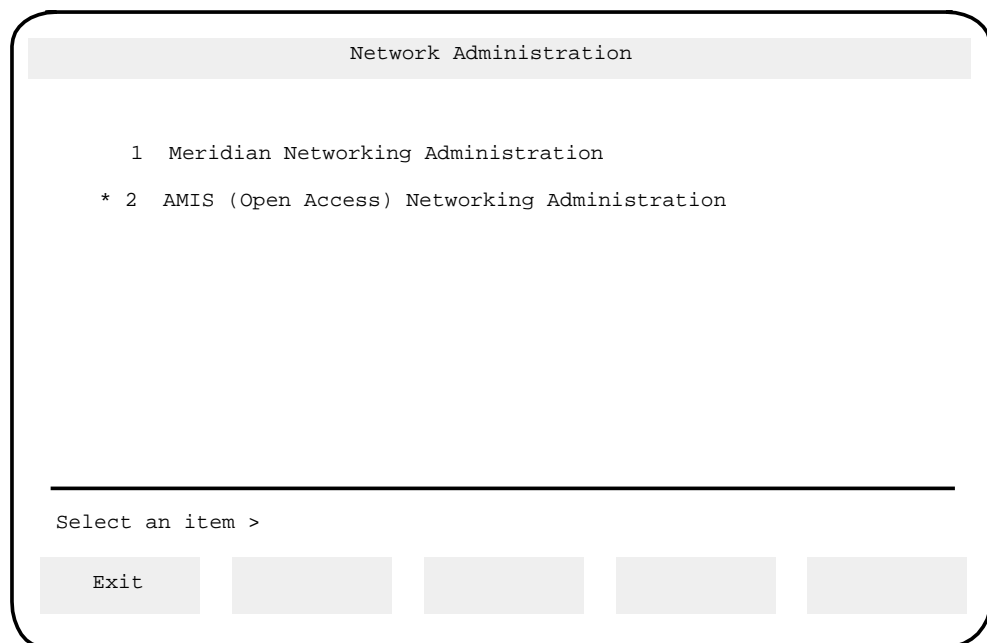 Network Administration
1 Meridian Networking Administration
* 2 AMIS (Open Access) Networking Administration
Select an item >
Exit